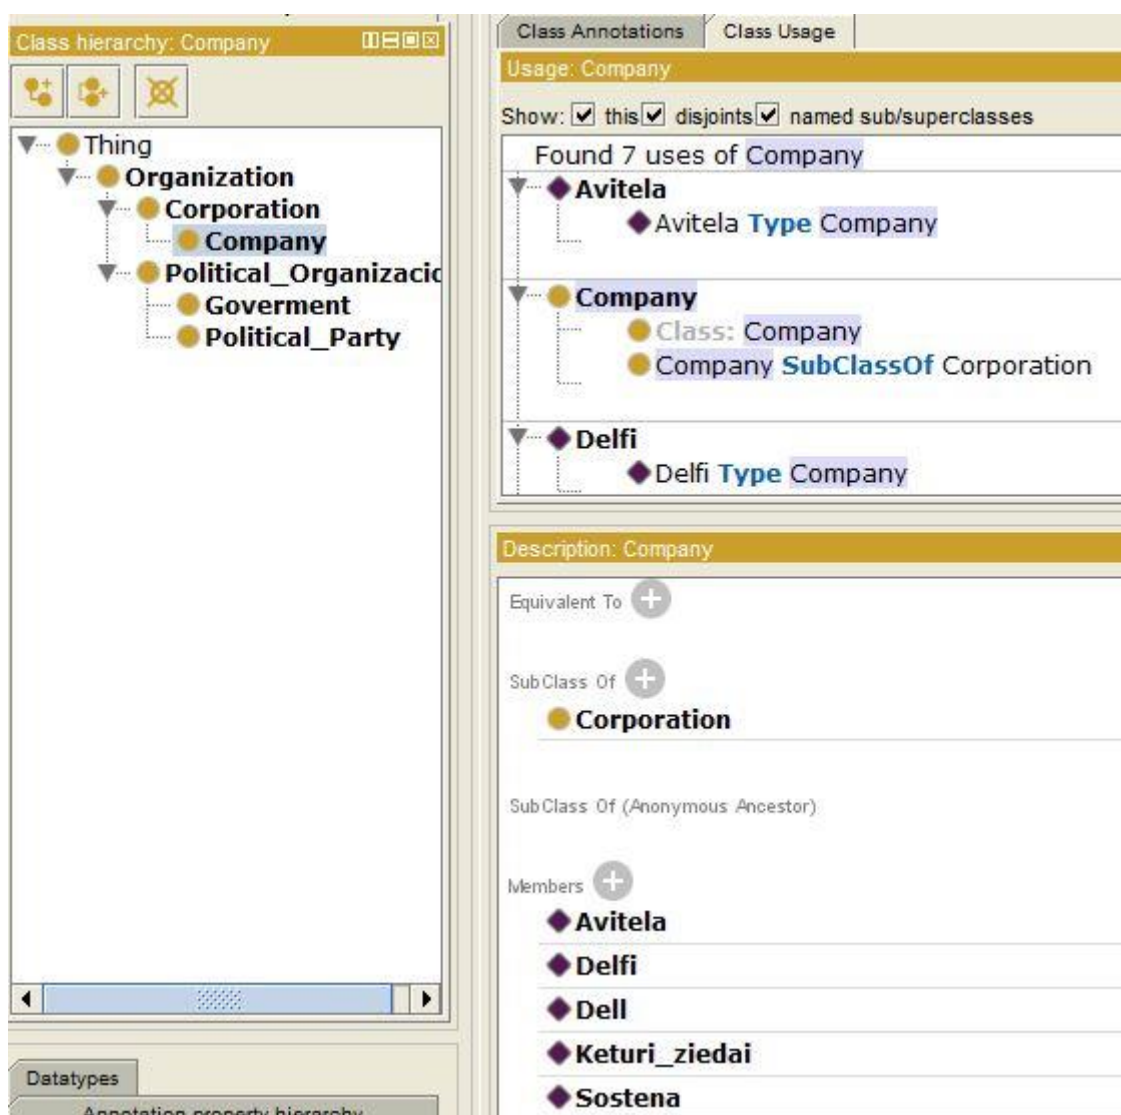 Class hierarchy: Company
Thing
Organization
Corporation
Company
Political_Organizacic
Goverment
Political_Party
Datatypes
Annotation property hierarchy
Class Annotations
Class Usage
Usage: Company
Show: this disjoints named sub/superclasses
Found 7 uses of Company
Avitela
Avitela Type Company
Company
Class: Company
Company SubClassOf Corporation
Delfi
Delfi Type Company
Description: Company
Equivalent To
SubClass Of
Corporation
SubClass Of (Anonymous Ancestor)
Members
Avitela
Delfi
Dell
Keturi_ziedai
Sostena